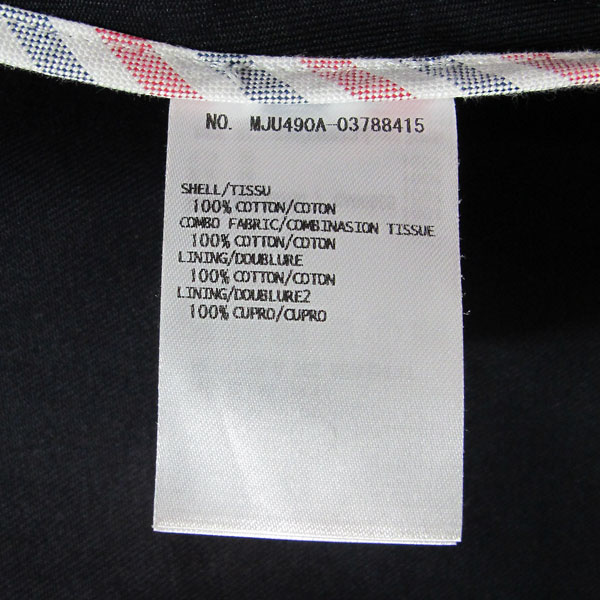 NO. MJU490A-03788415
SHELL/TISSU
100% COTTON/COTON
COMBO FABRIC/COMBINASION TISSUE
100% COTTON/COTON
LINING/DOUBLURE
100% COTTON/COTON
LINING/DOUBLURE2
100% CUPRO/CUPRO